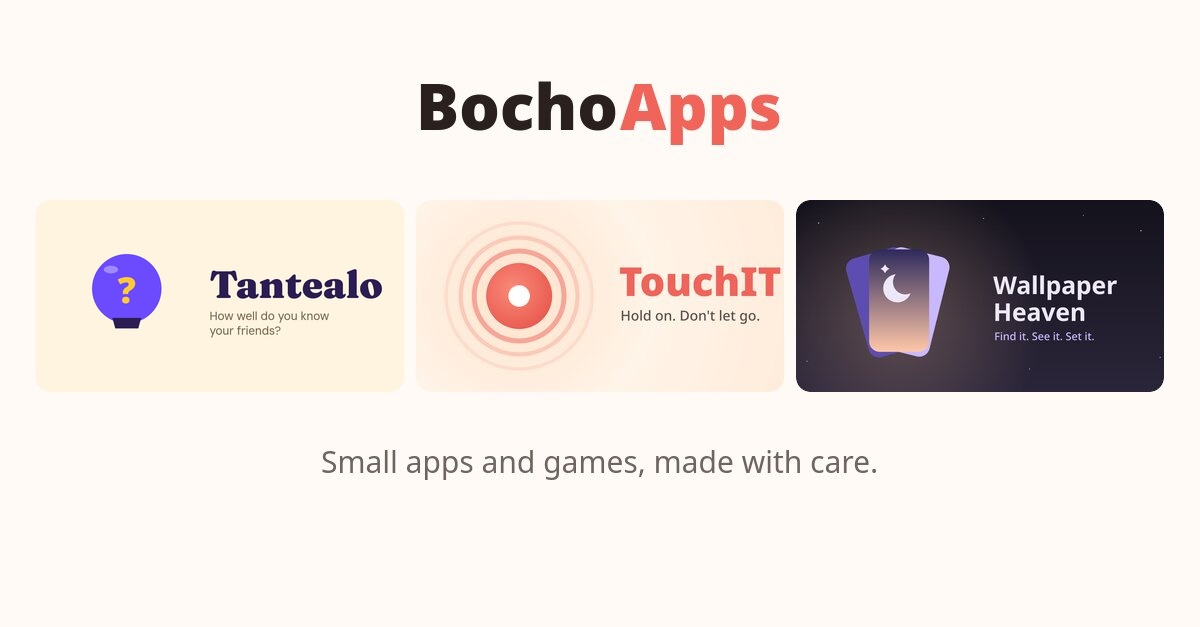 BochoApps
?
Tantealo
How well do you know
your friends?
TouchIT
Hold on. Don't let go.
Wallpaper
Heaven
Find it. See it. Set it.
Small apps and games, made with care.